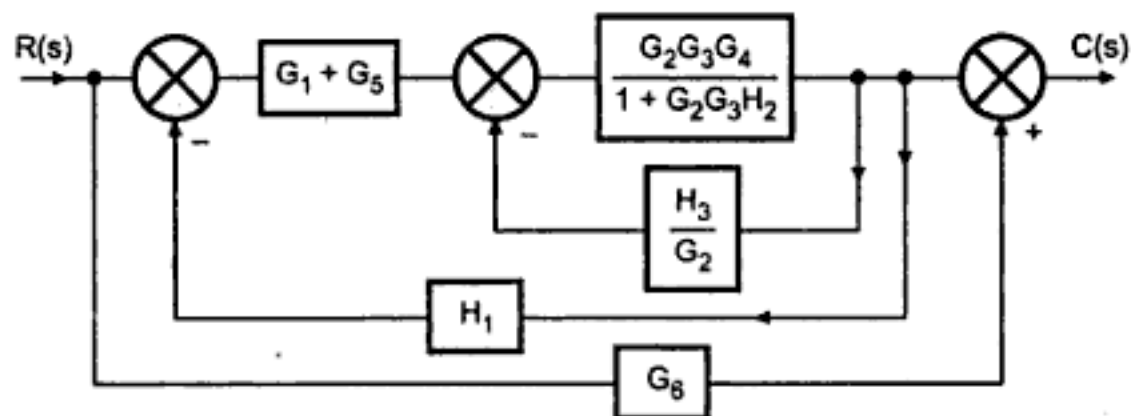 R(s)
G₁ + G₅
G₂G₃G₄
1 + G₂G₃H₂
C(s)
−
−
+
H₃
G₂
H₁
G₆